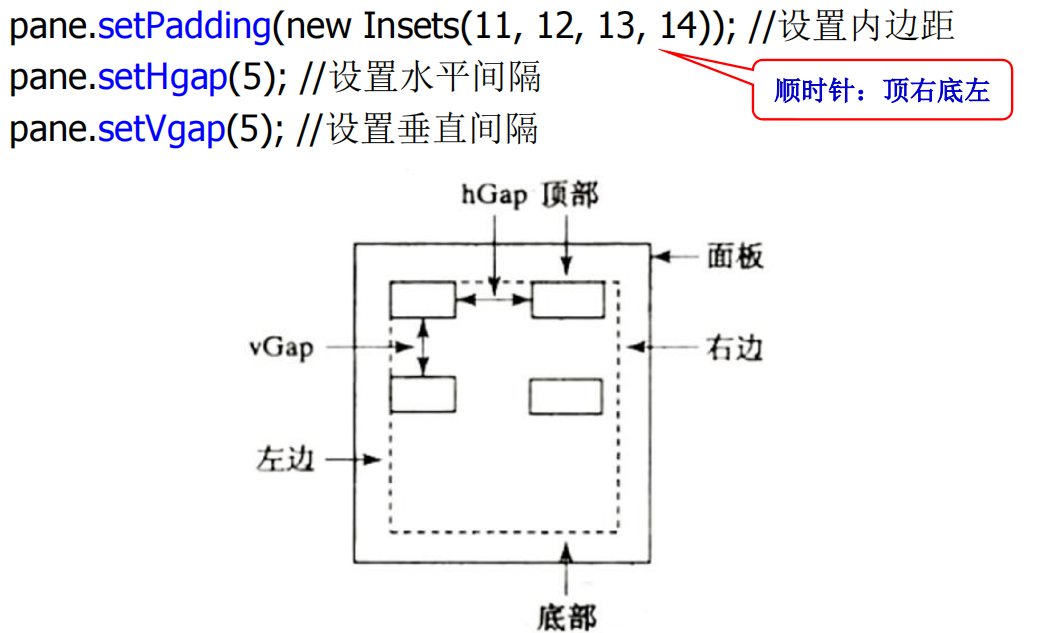 pane.setPadding(new Insets(11, 12, 13, 14)); //设置内边距
pane.setHgap(5); //设置水平间隔
顺时针：顶右底左
pane.setVgap(5); //设置垂直间隔
hGap 顶部
面板
vGap
右边
左边
底部